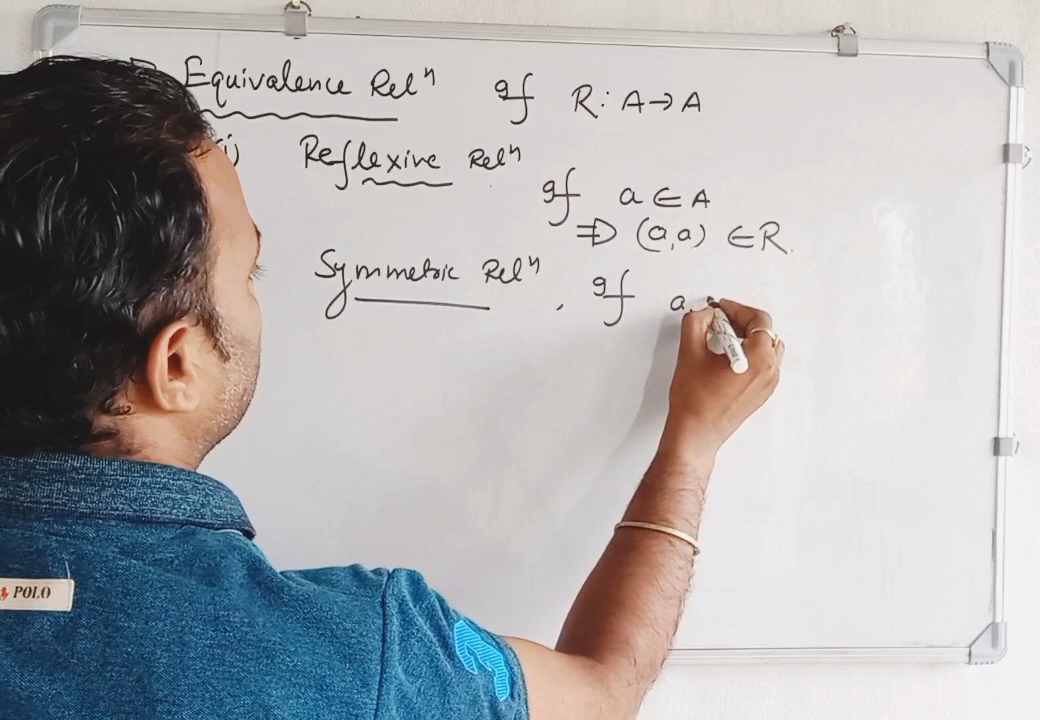 Equivalence Relⁿ If R: A→A
(i) Reflexive Relⁿ
If a ∈ A
⇒ (a,a) ∈ R.
Symmetric Relⁿ, If a,
POLO